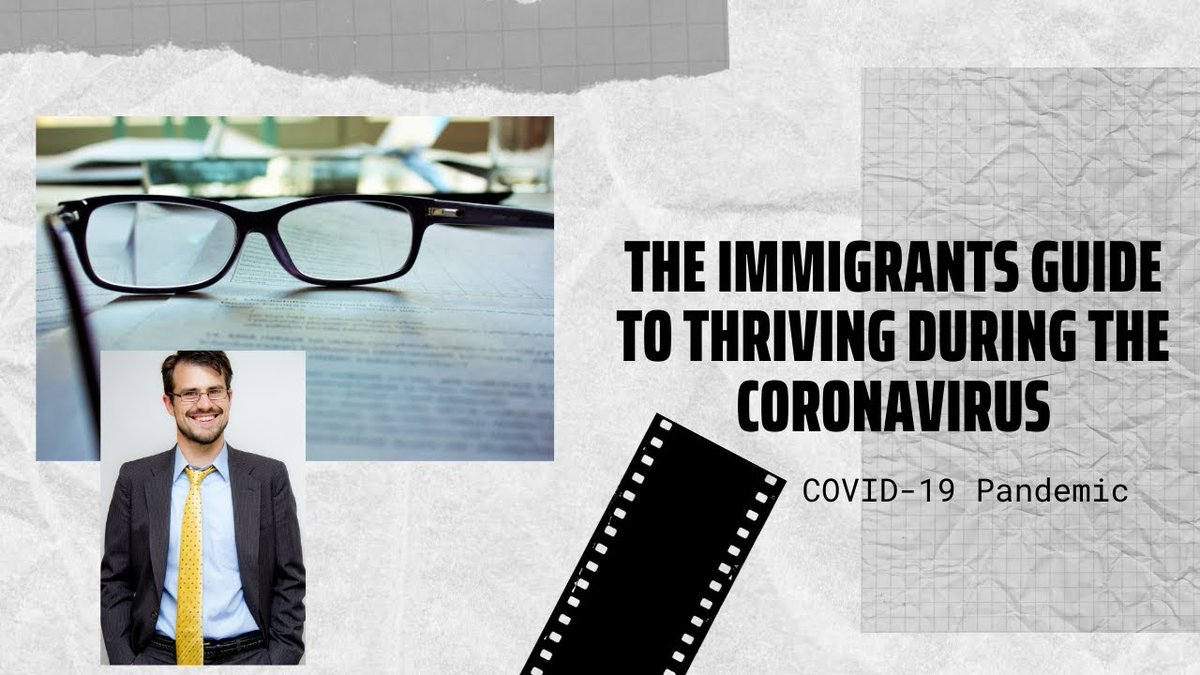 THE IMMIGRANTS GUIDE
TO THRIVING DURING THE
CORONAVIRUS
COVID-19 Pandemic